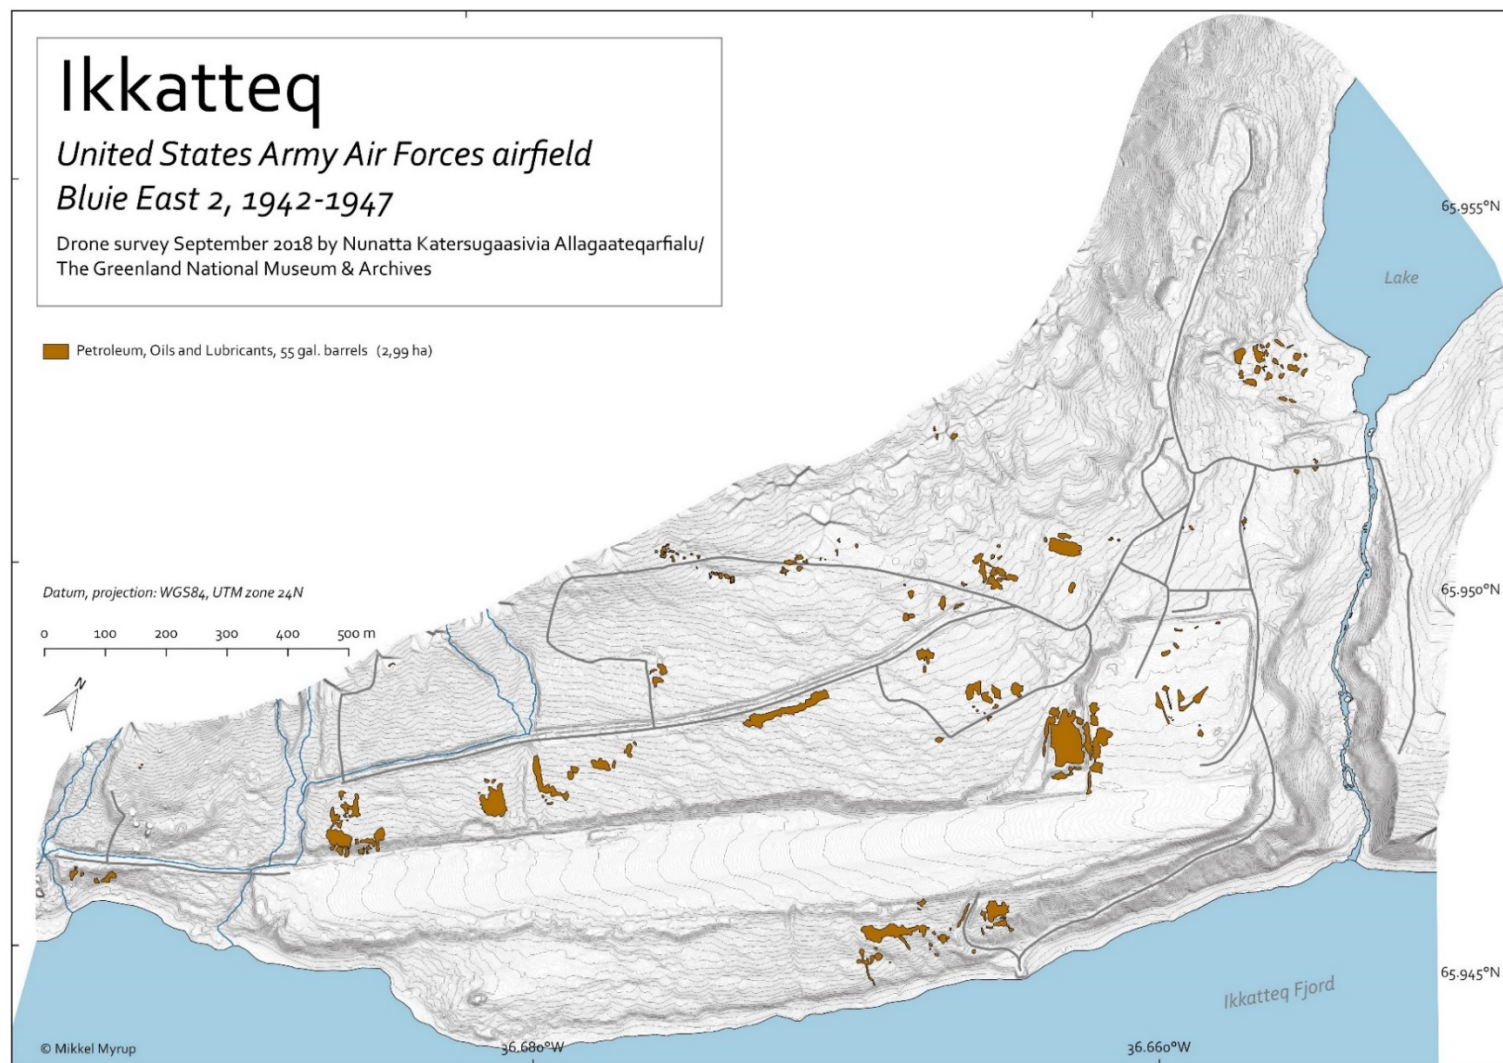 Ikkatteq
United States Army Air Forces airfield
Bluie East 2, 1942-1947
Drone survey September 2018 by Nunatta Katersugaasivia Allagaateqarfialu/
The Greenland National Museum & Archives
65.955°N
Lake
Petroleum, Oils and Lubricants, 55 gal. barrels (2,99 ha)
Datum, projection: WGS84, UTM zone 24N
65.950°N
0 100 200 300 400 500 m
N
65.945°N
Ikkatteq Fjord
© Mikkel Myrup
36.680°W
36.660°W